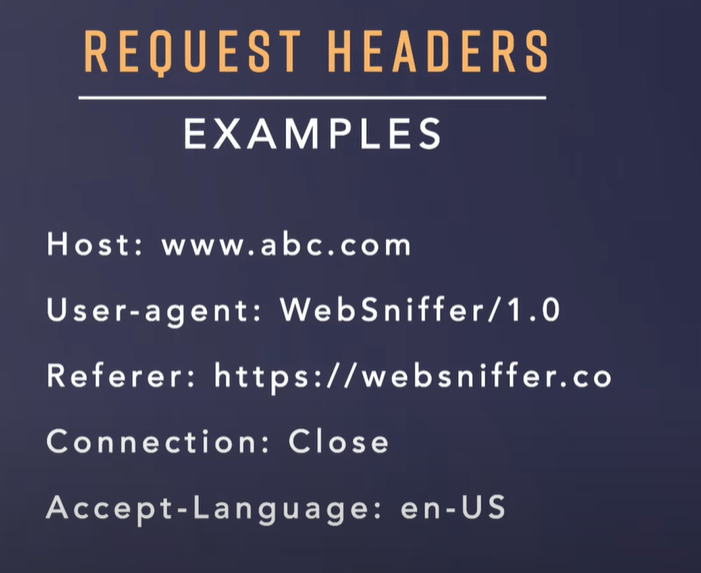 REQUEST HEADERS
EXAMPLES
Host: www.abc.com
User-agent: WebSniffer/1.0
Referer: https://websniffer.co
Connection: Close
Accept-Language: en-US